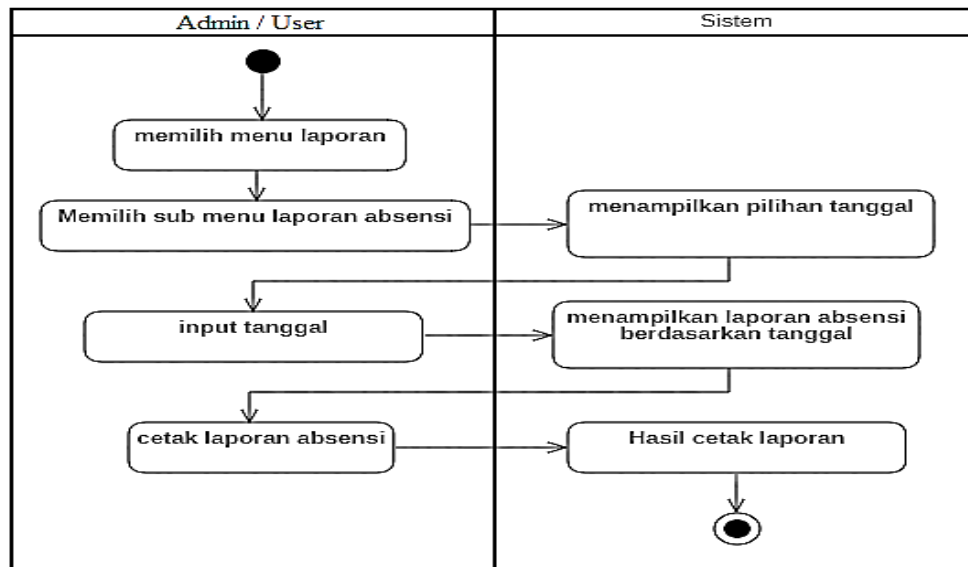 Admin / User
Sistem
memilih menu laporan
Memilih sub menu laporan absensi
menampilkan pilihan tanggal
input tanggal
menampilkan laporan absensi
berdasarkan tanggal
cetak laporan absensi
Hasil cetak laporan